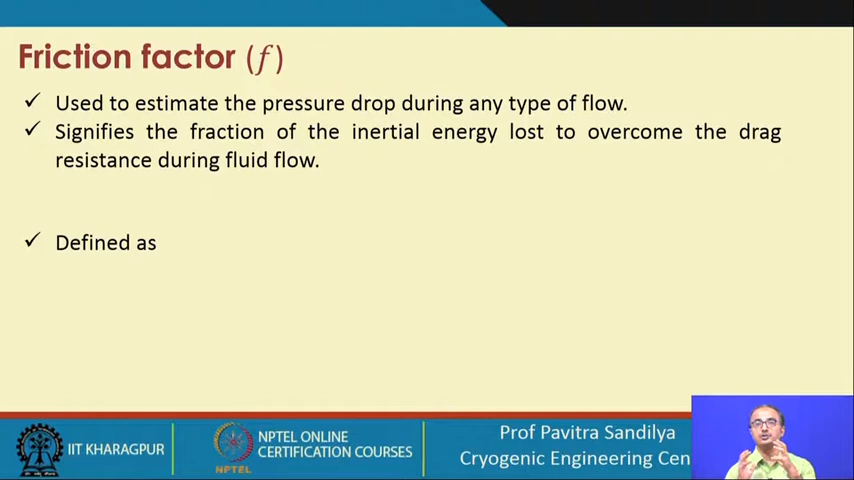 Friction factor (f)
✓ Used to estimate the pressure drop during any type of flow.
✓ Signifies the fraction of the inertial energy lost to overcome the drag
resistance during fluid flow.
✓ Defined as
IIT KHARAGPUR
NPTEL
NPTEL ONLINE
CERTIFICATION COURSES
Prof Pavitra Sandilya
Cryogenic Engineering Cen